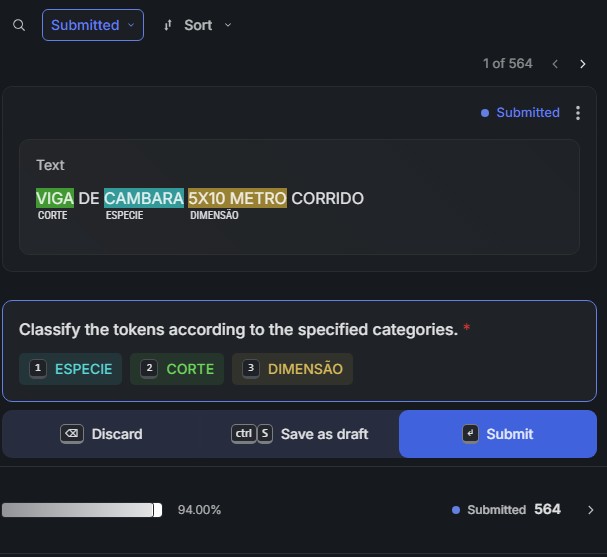 Submitted Sort
1 of 564
Submitted
Text
VIGA DE CAMBARA 5X10 METRO CORRIDO
CORTE ESPECIE DIMENSÃO
Classify the tokens according to the specified categories. *
1 ESPECIE 2 CORTE 3 DIMENSÃO
Discard ctrl S Save as draft Submit
94.00% Submitted 564